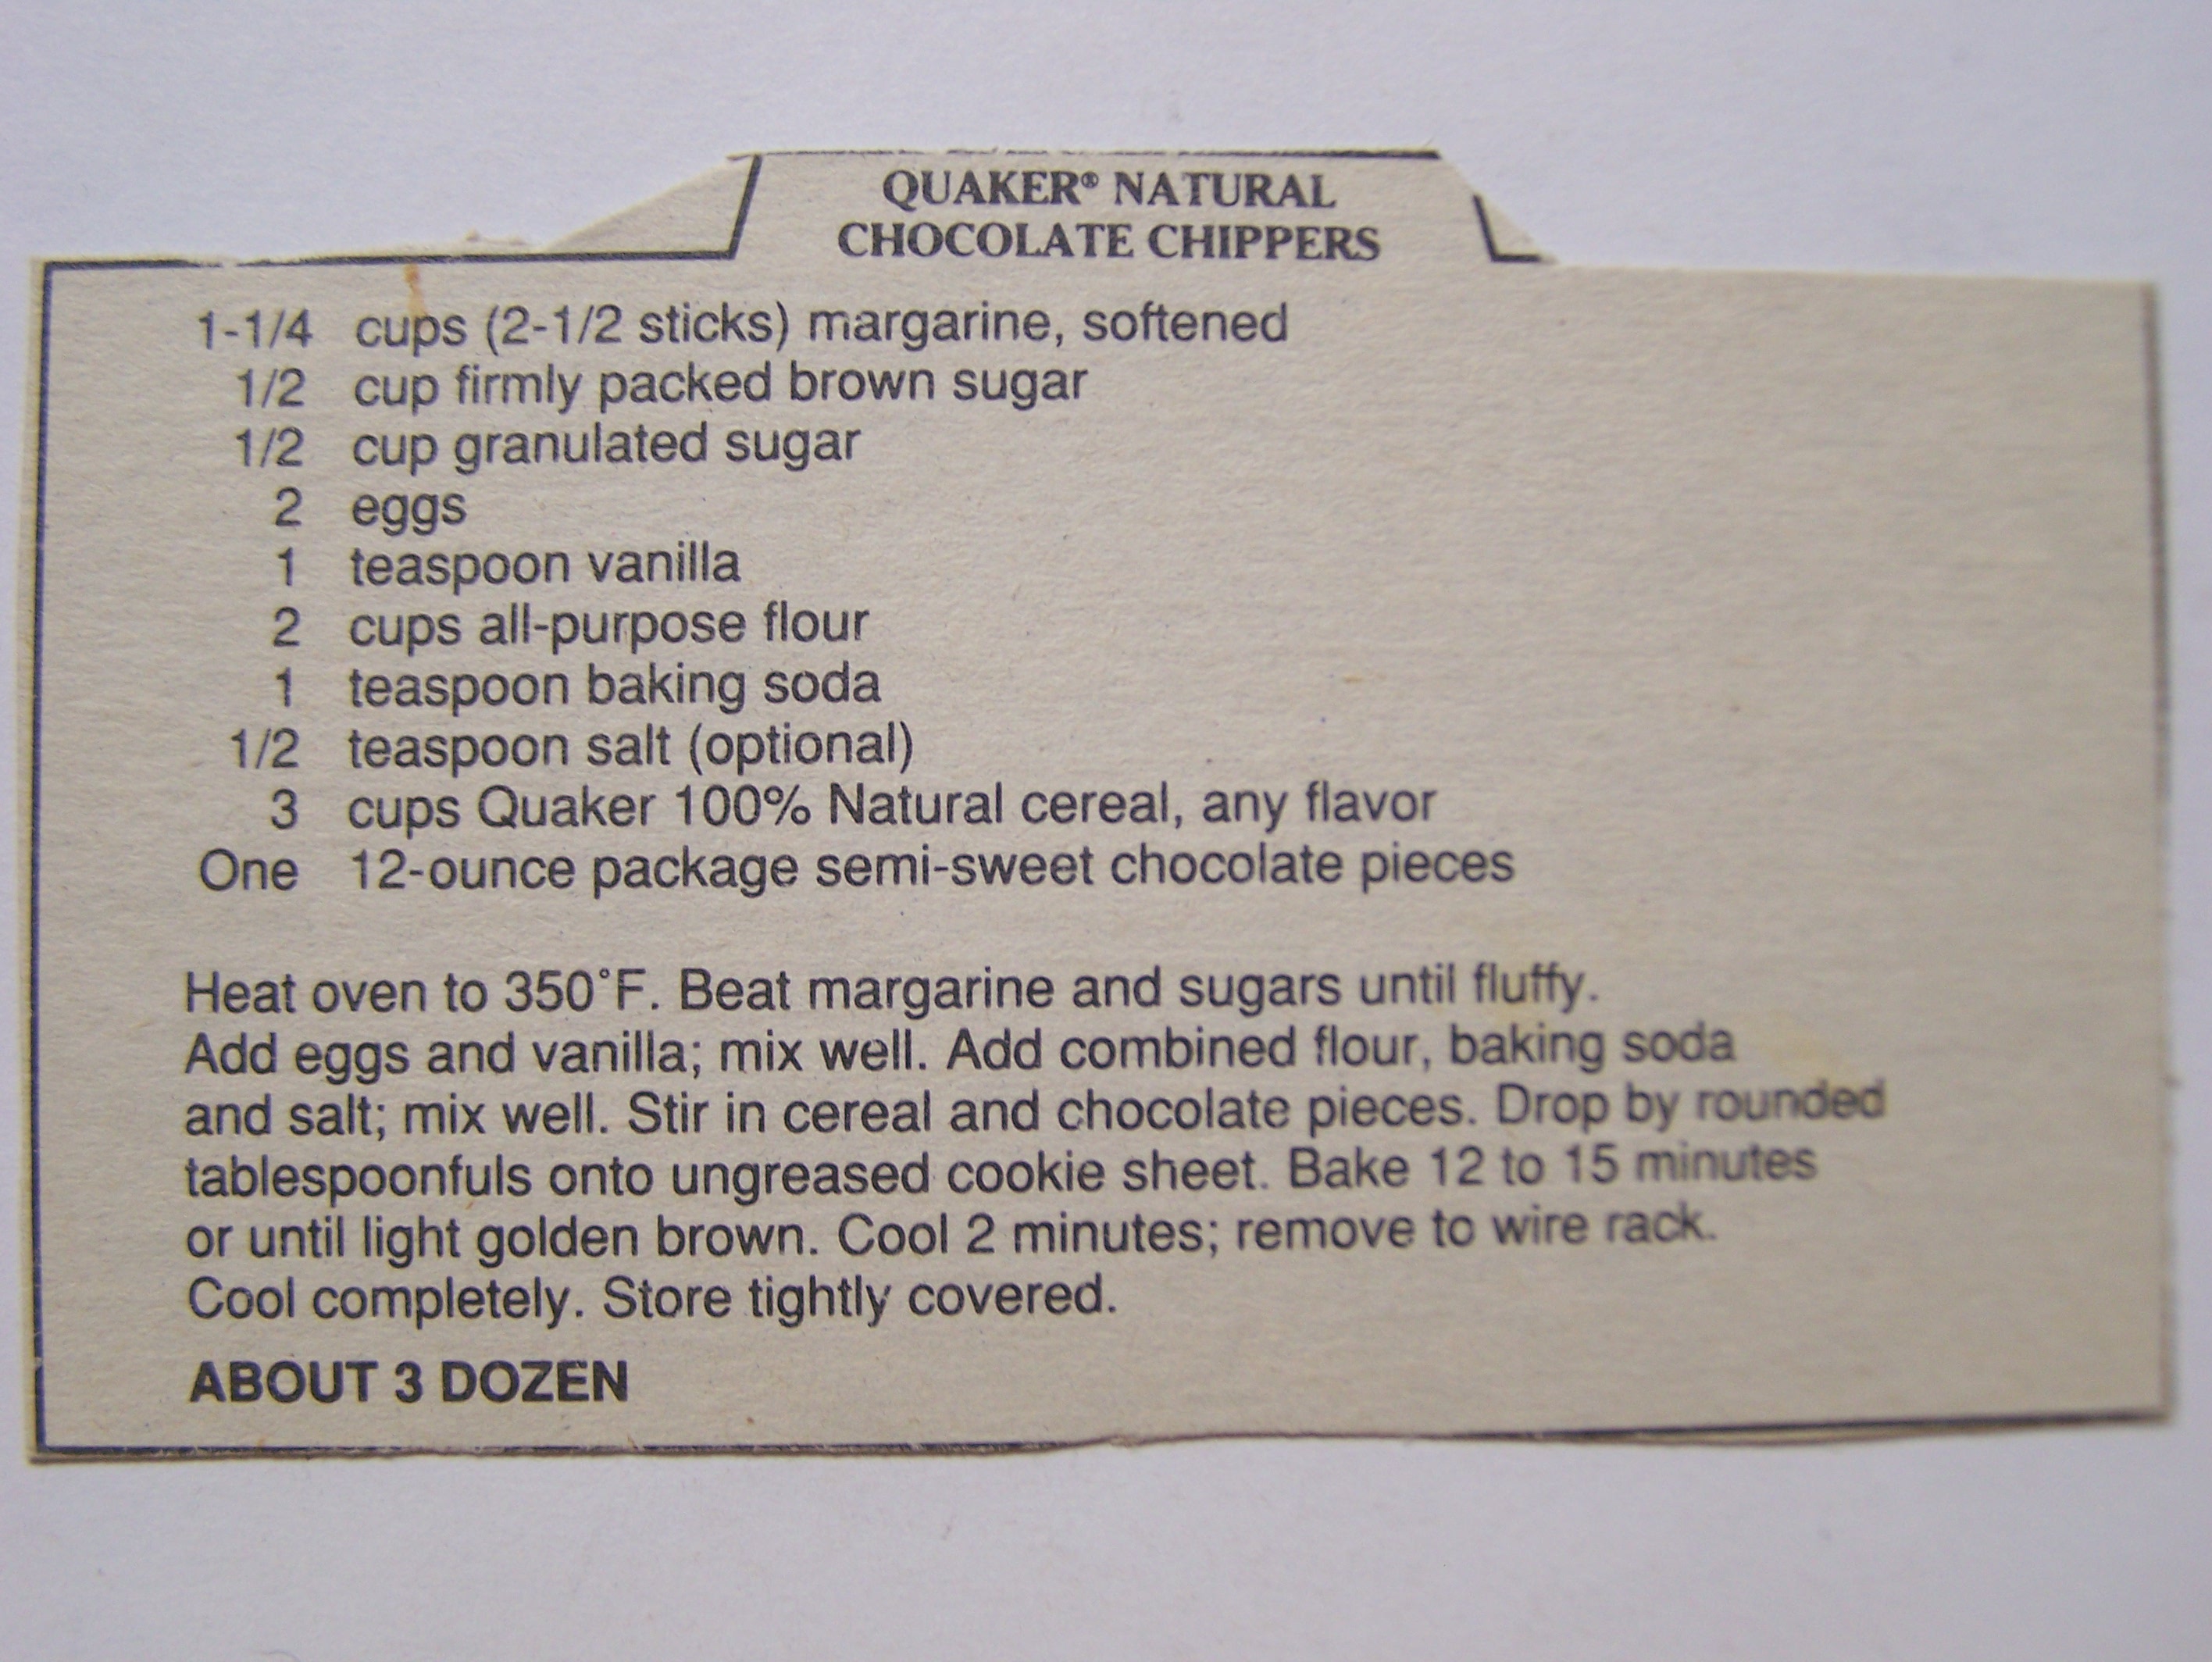 QUAKER® NATURAL
CHOCOLATE CHIPPERS
1-1/4 cups (2-1/2 sticks) margarine, softened
1/2 cup firmly packed brown sugar
1/2 cup granulated sugar
2 eggs
1 teaspoon vanilla
2 cups all-purpose flour
1 teaspoon baking soda
1/2 teaspoon salt (optional)
3 cups Quaker 100% Natural cereal, any flavor
One 12-ounce package semi-sweet chocolate pieces
Heat oven to 350°F. Beat margarine and sugars until fluffy.
Add eggs and vanilla; mix well. Add combined flour, baking soda
and salt; mix well. Stir in cereal and chocolate pieces. Drop by rounded
tablespoonfuls onto ungreased cookie sheet. Bake 12 to 15 minutes
or until light golden brown. Cool 2 minutes; remove to wire rack.
Cool completely. Store tightly covered.
ABOUT 3 DOZEN